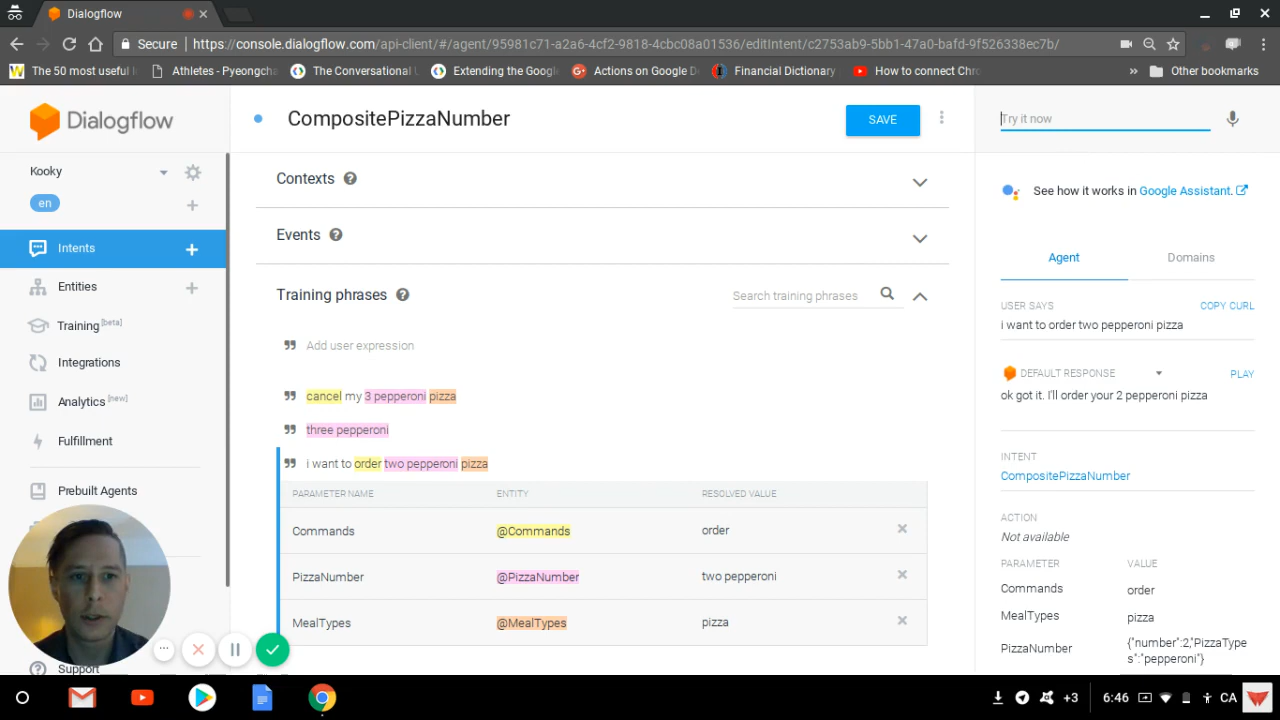 Dialogflow
Secure https://console.dialogflow.com/api-client/#/agent/95981c71-a2a6-4cf2-9818-4cbc08a01536/editIntent/c2753ab9-5bb1-47a0-bafd-9f526338ec7b/
The 50 most useful
Athletes - Pyeongcha
The Conversational
Extending the Googl
Actions on Google D
Financial Dictionary
How to connect Chr
Other bookmarks
Dialogflow
CompositePizzaNumber
SAVE
Try it now
Kooky
en
Intents
Entities
Training [beta]
Integrations
Analytics [new]
Fulfillment
Prebuilt Agents
Support
Contexts
Events
Training phrases
Search training phrases
Add user expression
cancel my 3 pepperoni pizza
three pepperoni
i want to order two pepperoni pizza
PARAMETER NAME ENTITY RESOLVED VALUE
Commands @Commands order
PizzaNumber @PizzaNumber two pepperoni
MealTypes @MealTypes pizza
See how it works in Google Assistant.
Agent Domains
USER SAYS COPY CURL
i want to order two pepperoni pizza
DEFAULT RESPONSE PLAY
ok got it. I'll order your 2 pepperoni pizza
INTENT
CompositePizzaNumber
ACTION
Not available
PARAMETER VALUE
Commands order
MealTypes pizza
PizzaNumber {"number":2,"PizzaType
s":"pepperoni"}
+3 6:46 CA